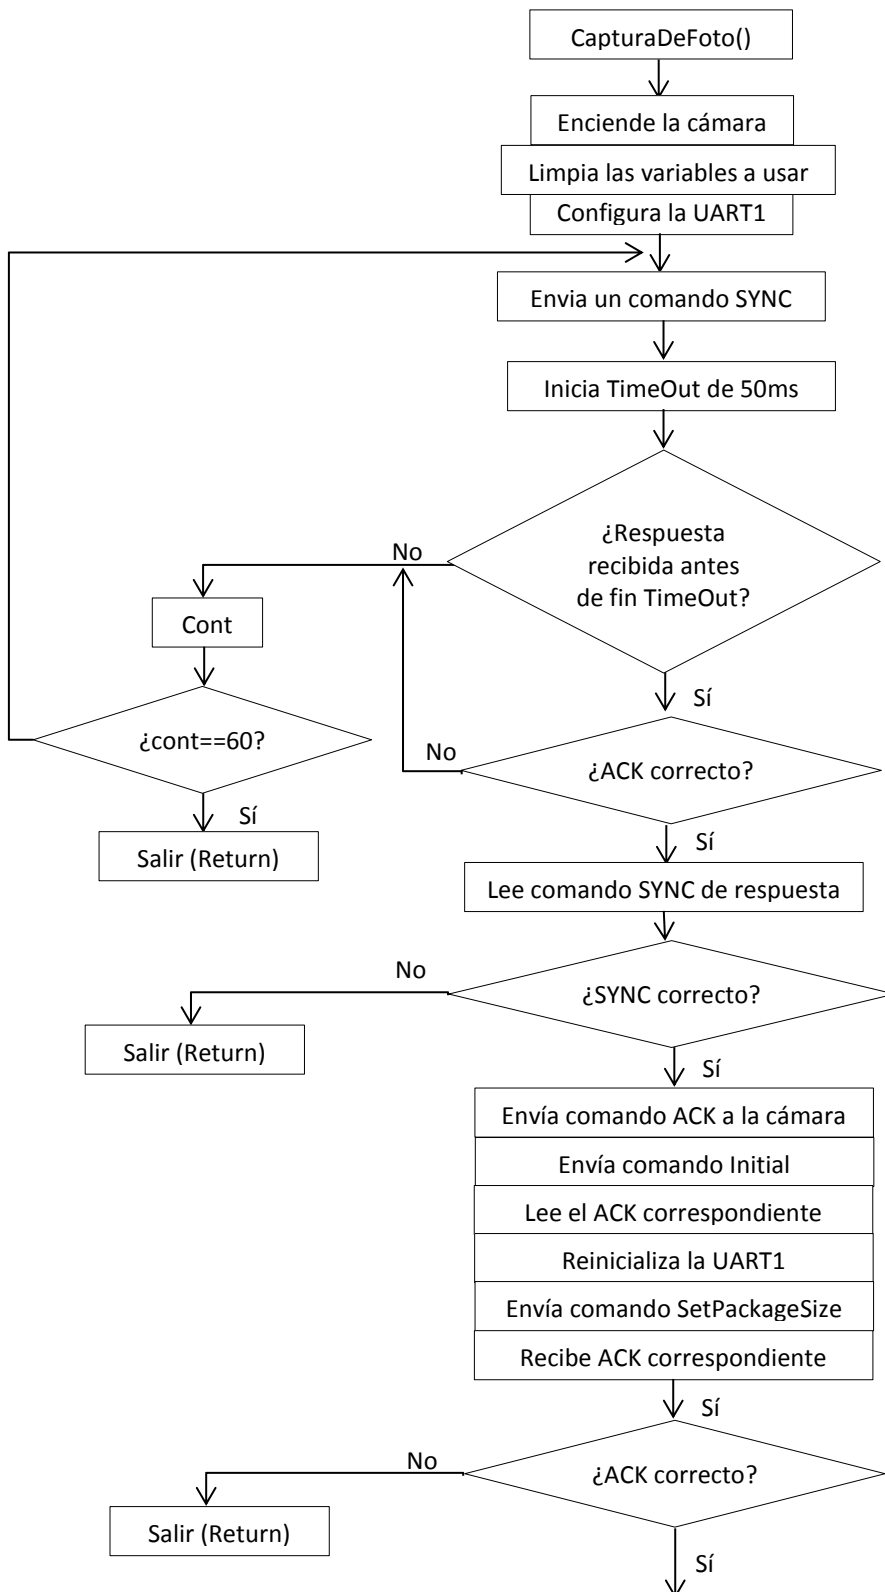 CapturaDeFoto()
Enciende la cámara
Limpia las variables a usar
Configura la UART1
Envia un comando SYNC
Inicia TimeOut de 50ms
¿Respuesta
recibida antes
de fin TimeOut?
No
Cont
Sí
¿cont==60?
No
¿ACK correcto?
Sí
Salir (Return)
Sí
Lee comando SYNC de respuesta
No
¿SYNC correcto?
Salir (Return)
Sí
Envía comando ACK a la cámara
Envía comando Initial
Lee el ACK correspondiente
Reinicializa la UART1
Envía comando SetPackageSize
Recibe ACK correspondiente
Sí
No
¿ACK correcto?
Salir (Return)
Sí